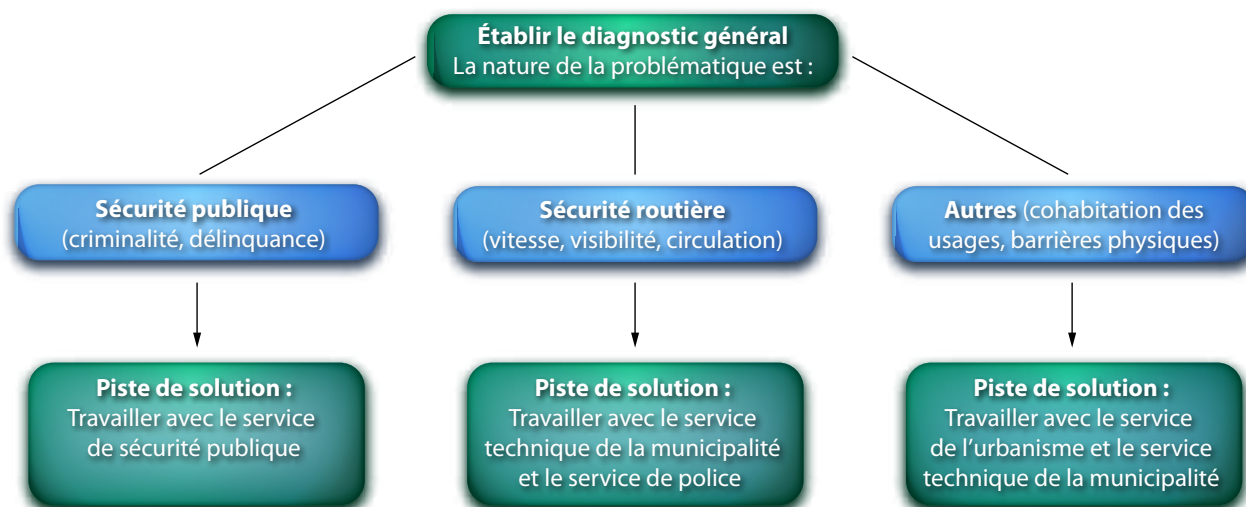 Établir le diagnostic général
La nature de la problématique est :
Sécurité publique
(criminalité, délinquance)
Sécurité routière
(vitesse, visibilité, circulation)
Autres (cohabitation des
usages, barrières physiques)
Piste de solution :
Travailler avec le service
de sécurité publique
Piste de solution :
Travailler avec le service
technique de la municipalité
et le service de police
Piste de solution :
Travailler avec le service
de l’urbanisme et le service
technique de la municipalité